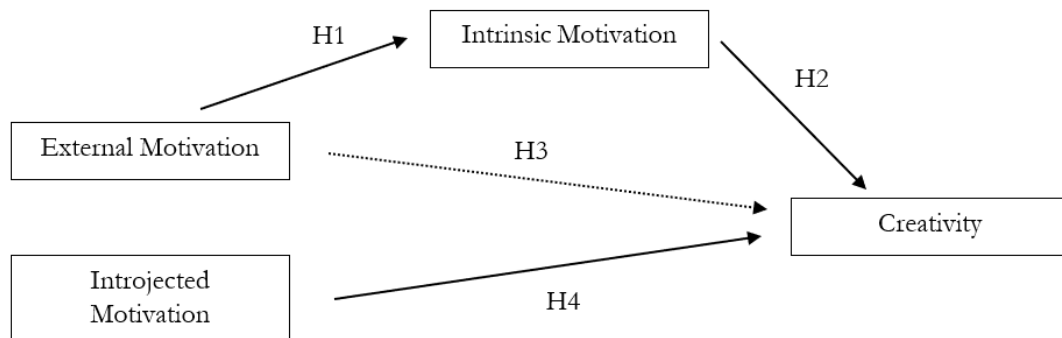 H1
Intrinsic Motivation
H2
External Motivation
H3
Creativity
Introjected
Motivation
H4